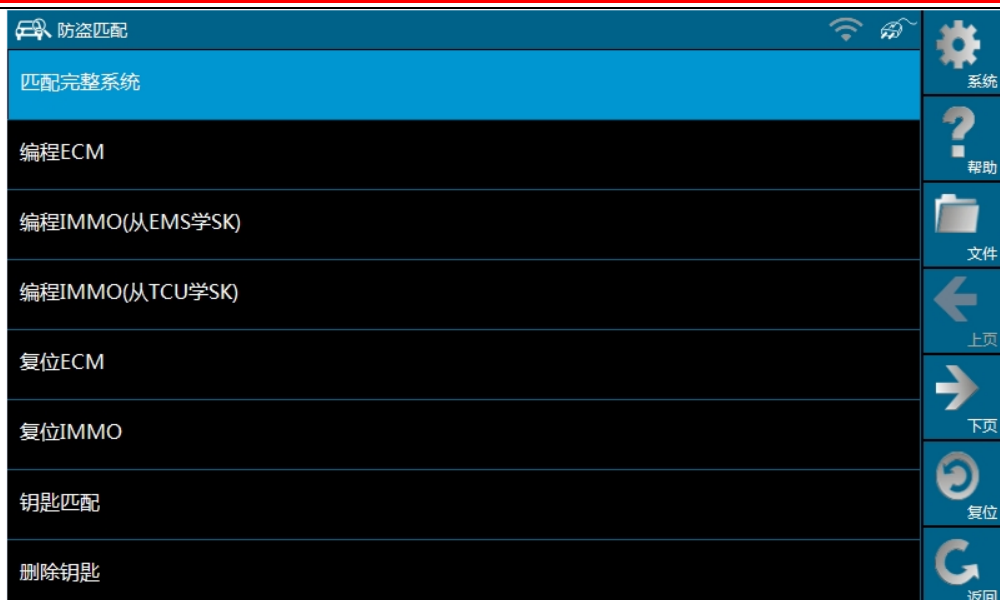 防盗匹配
匹配完整系统
编程ECM
编程IMMO(从EMS学SK)
编程IMMO(从TCU学SK)
复位ECM
复位IMMO
钥匙匹配
删除钥匙
系统
帮助
文件
上页
下页
复位
返回